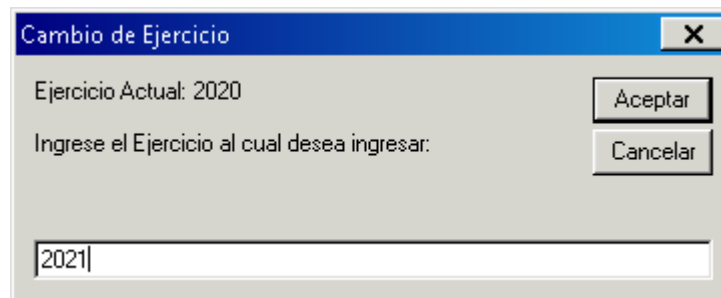 Cambio de Ejercicio
Ejercicio Actual: 2020
Aceptar
Ingrese el Ejercicio al cual desea ingresar:
Cancelar
2021